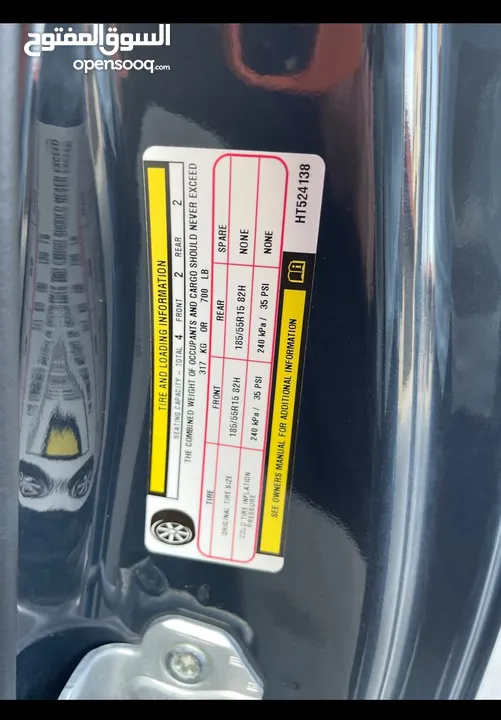 السوق المفتوح
opensooq.com
TIRE AND LOADING INFORMATION
SEATING CAPACITY - TOTAL 4 FRONT 2 REAR 2
THE COMBINED WEIGHT OF OCCUPANTS AND CARGO SHOULD NEVER EXCEED
317 KG OR 700 LB
TIRE FRONT REAR SPARE
ORIGINAL TIRE SIZE 185/55R15 82H 185/55R15 82H NONE
COLD TIRE INFLATION PRESSURE 240 kPa / 35 PSI 240 kPa / 35 PSI NONE
SEE OWNERS MANUAL FOR ADDITIONAL INFORMATION
HT524138